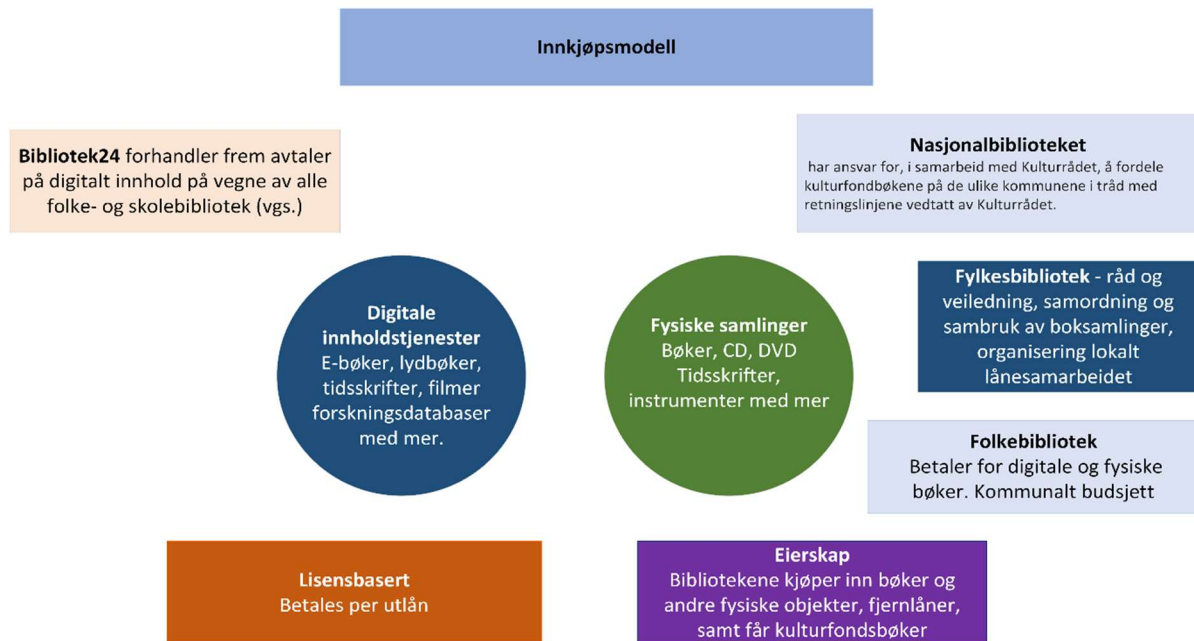 Innkjøpsmodell
Bibliotek24 forhandler frem avtaler
på digitalt innhold på vegne av alle
folke- og skolebibliotek (vgs.)
Nasjonalbiblioteket
har ansvar for, i samarbeid med Kulturrådet, å fordele
kulturfondbøkene på de ulike kommunene i tråd med
retningslinjene vedtatt av Kulturrådet.
Digitale
innholdstjenester
E-bøker, lydbøker,
tidsskrifter, filmer
forskningsdatabaser
med mer.
Fysiske samlinger
Bøker, CD, DVD
Tidsskrifter,
instrumenter med mer
Fylkesbibliotek - råd og
veiledning, samordning og
sambruk av boksamlinger,
organisering lokalt
lånesamarbeidet
Folkebibliotek
Betaler for digitale og fysiske
bøker. Kommunalt budsjett
Lisensbasert
Betales per utlån
Eierskap
Bibliotekene kjøper inn bøker og
andre fysiske objekter, fjernlåner,
samt får kulturfondsbøker